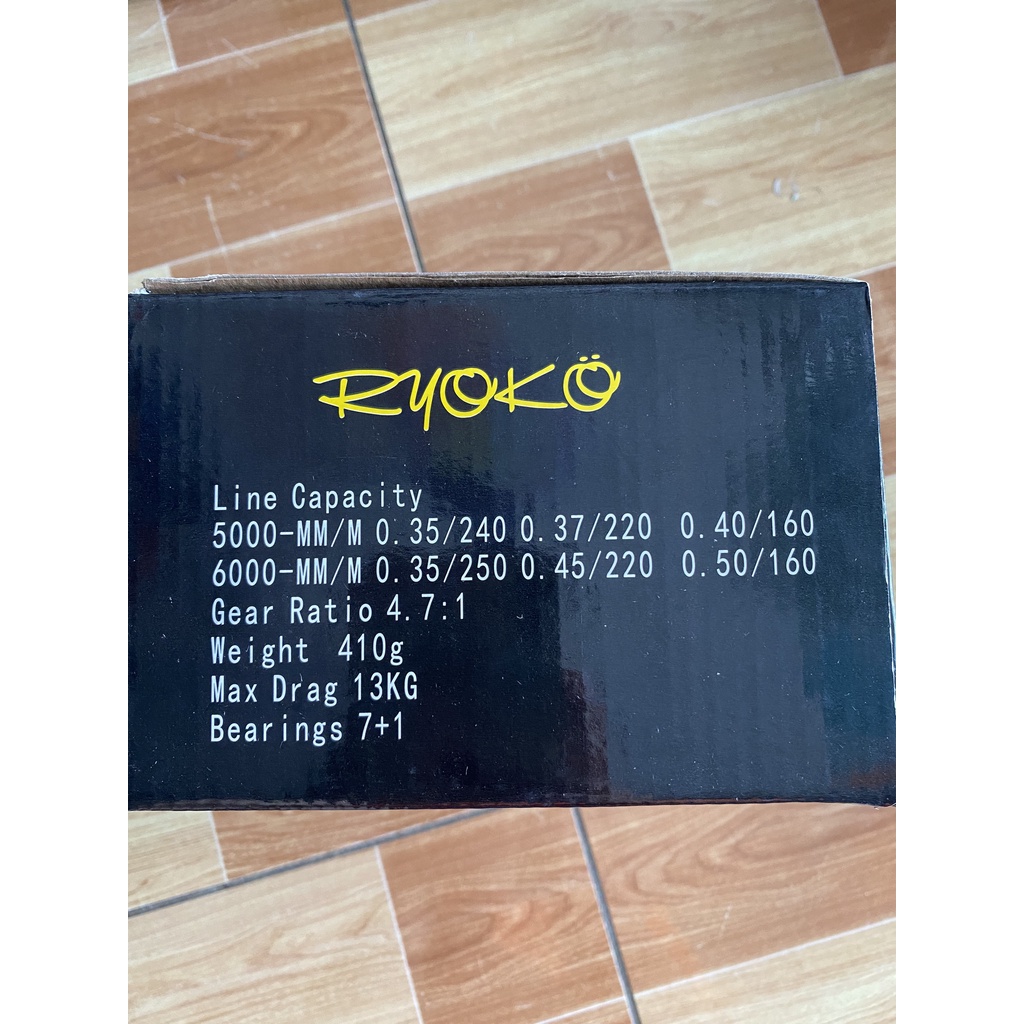 RYOKÖ
Line Capacity
5000-MM/M 0.35/240 0.37/220 0.40/160
6000-MM/M 0.35/250 0.45/220 0.50/160
Gear Ratio 4.7:1
Weight 410g
Max Drag 13KG
Bearings 7+1